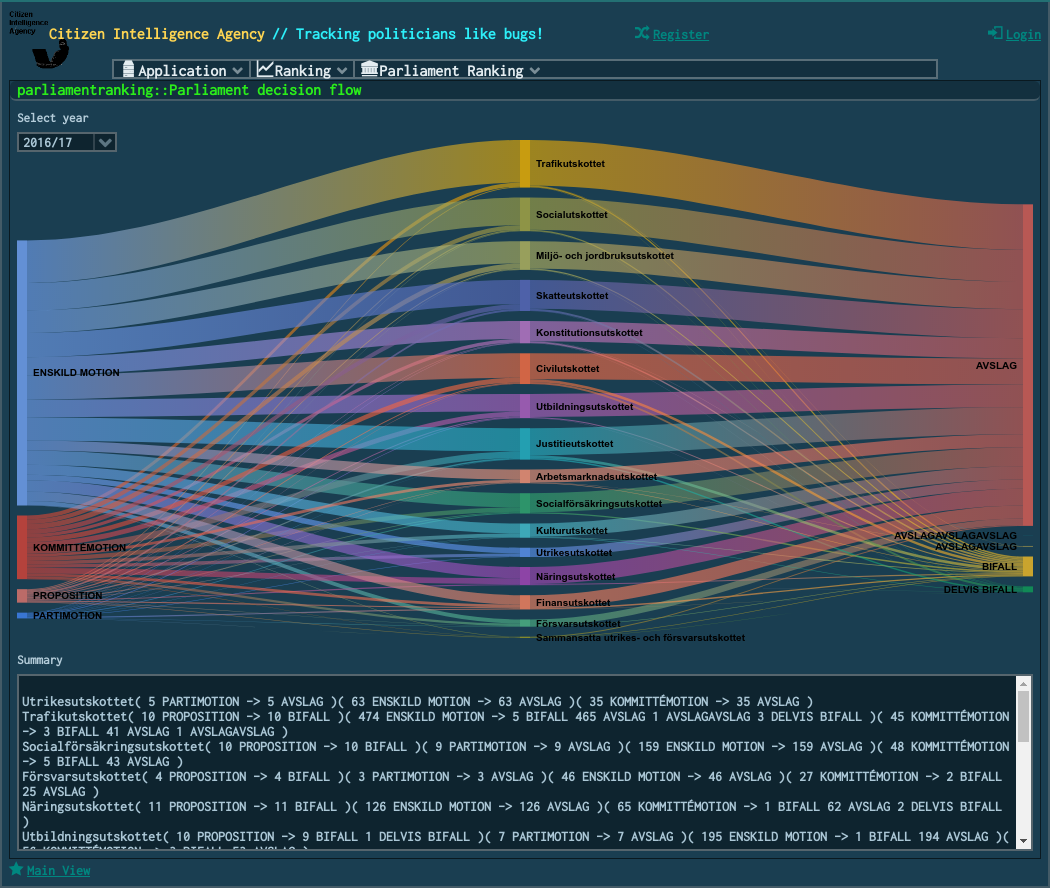 Citizen
Intelligence
Agency
Citizen Intelligence Agency // Tracking politicians like bugs!
Register
Login
Application
Ranking
Parliament Ranking
parliamentranking::Parliament decision flow
Select year
2016/17
Trafikutskottet
Socialutskottet
Miljö- och jordbruksutskottet
Skatteutskottet
Konstitutionsutskottet
Civilutskottet
Utbildningsutskottet
Justitieutskottet
Arbetsmarknadsutskottet
Socialförsäkringsutskottet
Kulturutskottet
Utrikesutskottet
Näringsutskottet
Finansutskottet
Försvarsutskottet
Sammansatta utrikes- och försvarsutskottet
ENSKILD MOTION
KOMMITTÉMOTION
PROPOSITION
PARTIMOTION
AVSLAG
AVSLAGAVSLAGAVSLAG
AVSLAGAVSLAG
BIFALL
DELVIS BIFALL
Summary
Utrikesutskottet( 5 PARTIMOTION -> 5 AVSLAG )( 63 ENSKILD MOTION -> 63 AVSLAG )( 35 KOMMITTÉMOTION -> 35 AVSLAG )
Trafikutskottet( 10 PROPOSITION -> 10 BIFALL )( 474 ENSKILD MOTION -> 5 BIFALL 465 AVSLAG 1 AVSLAGAVSLAG 3 DELVIS BIFALL )( 45 KOMMITTÉMOTION
-> 3 BIFALL 41 AVSLAG 1 AVSLAGAVSLAG )
Socialförsäkringsutskottet( 10 PROPOSITION -> 10 BIFALL )( 9 PARTIMOTION -> 9 AVSLAG )( 159 ENSKILD MOTION -> 159 AVSLAG )( 48 KOMMITTÉMOTION
-> 5 BIFALL 43 AVSLAG )
Försvarsutskottet( 4 PROPOSITION -> 4 BIFALL )( 3 PARTIMOTION -> 3 AVSLAG )( 46 ENSKILD MOTION -> 46 AVSLAG )( 27 KOMMITTÉMOTION -> 2 BIFALL
25 AVSLAG )
Näringsutskottet( 11 PROPOSITION -> 11 BIFALL )( 126 ENSKILD MOTION -> 126 AVSLAG )( 65 KOMMITTÉMOTION -> 1 BIFALL 62 AVSLAG 2 DELVIS BIFALL
)
Utbildningsutskottet( 10 PROPOSITION -> 9 BIFALL 1 DELVIS BIFALL )( 7 PARTIMOTION -> 7 AVSLAG )( 195 ENSKILD MOTION -> 1 BIFALL 194 AVSLAG )(
KOMMITTÉMOTION -> BIFALL AVSLAG )
Main View